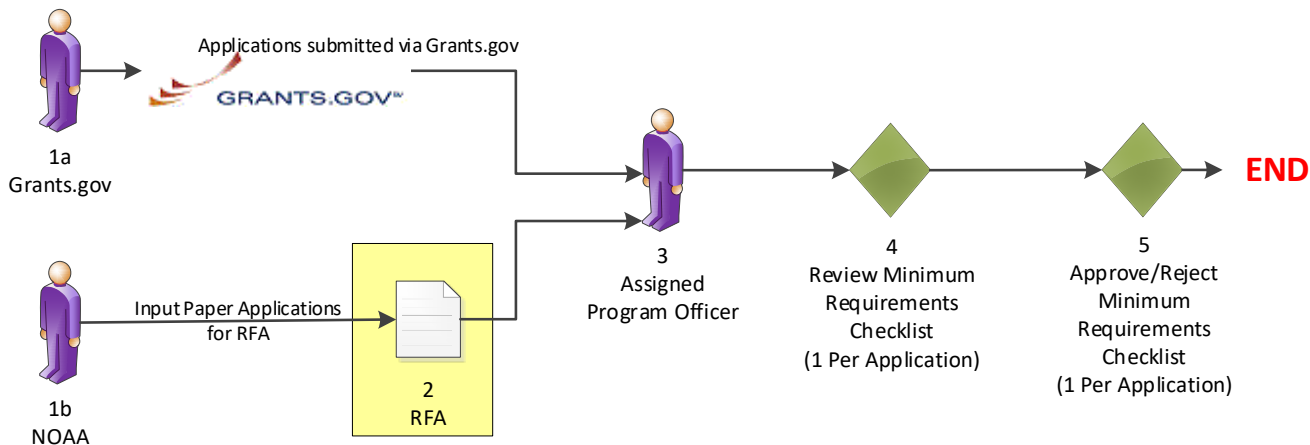 Applications submitted via Grants.gov
GRANTS.GOV℠
1a
Grants.gov
Input Paper Applications
for RFA
1b
NOAA
2
RFA
3
Assigned
Program Officer
4
Review Minimum
Requirements
Checklist
(1 Per Application)
5
Approve/Reject
Minimum
Requirements
Checklist
(1 Per Application)
END